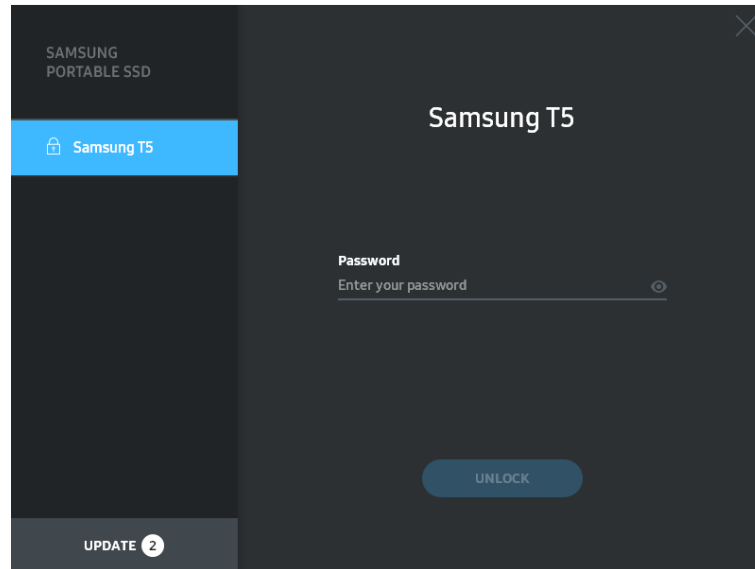 SAMSUNG
PORTABLE SSD
Samsung T5
Samsung T5
Password
Enter your password
UNLOCK
UPDATE 2